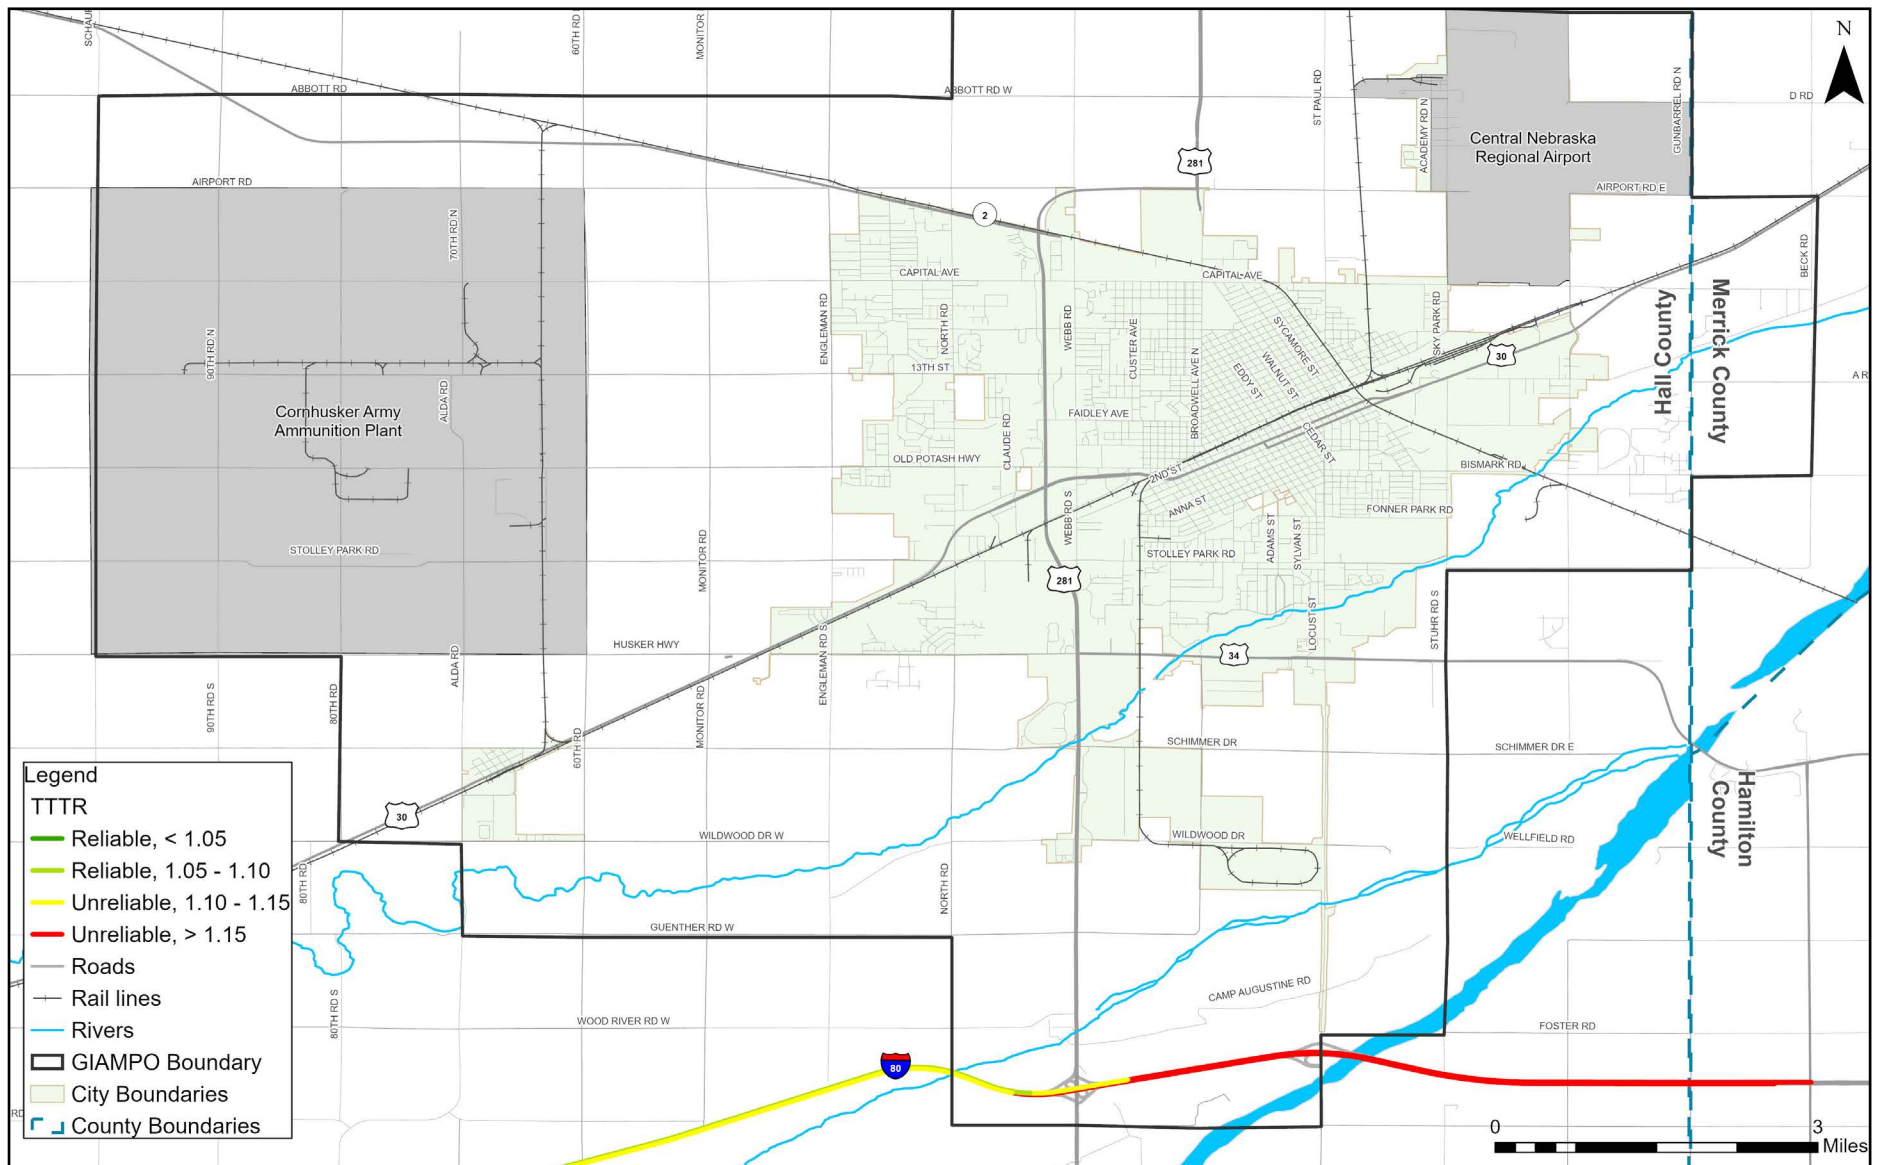 N
SCHAU
60TH RD
MONITOR
ABBOTT RD
ABBOTT RD W
ST PAUL RD
ACADEMY RD N
GUNBARREL RD N
D RD
Central Nebraska
Regional Airport
281
AIRPORT RD
AIRPORT RD E
2
70TH RD N
BECK RD
CAPITAL AVE
CAPITAL AVE
ENGLEMAN RD
NORTH RD
WEBB RD
CUSTER AVE
BROADWELL AVE N
SYCAMORE ST
WALNUT ST
EDDY ST
SKY PARK RD
30
Hall County
Merrick County
90TH RD N
13TH ST
A R
ALDA RD
Cornhusker Army
Ammunition Plant
FAIDLEY AVE
CLAUDE RD
CEDAR ST
OLD POTASH HWY
2ND ST
BISMARK RD
ANNA ST
WEBB RD S
FONNER PARK RD
STOLLEY PARK RD
MONITOR RD
STOLLEY PARK RD
ADAMS ST
SYLVAN ST
281
LOCUST ST
STUHR RD S
HUSKER HWY
ENGLEMAN RD S
34
ALDA RD
90TH RD S
80TH RD
MONITOR RD
60TH RD
SCHIMMER DR
SCHIMMER DR E
Hamilton
County
30
WILDWOOD DR W
WILDWOOD DR
WELLFIELD RD
80TH RD
NORTH RD
GUENTHER RD W
CAMP AUGUSTINE RD
80TH RD S
WOOD RIVER RD W
FOSTER RD
80
RD
Legend
TTTR
Reliable, < 1.05
Reliable, 1.05 - 1.10
Unreliable, 1.10 - 1.15
Unreliable, > 1.15
Roads
Rail lines
Rivers
GIAMPO Boundary
City Boundaries
County Boundaries
0 3
Miles